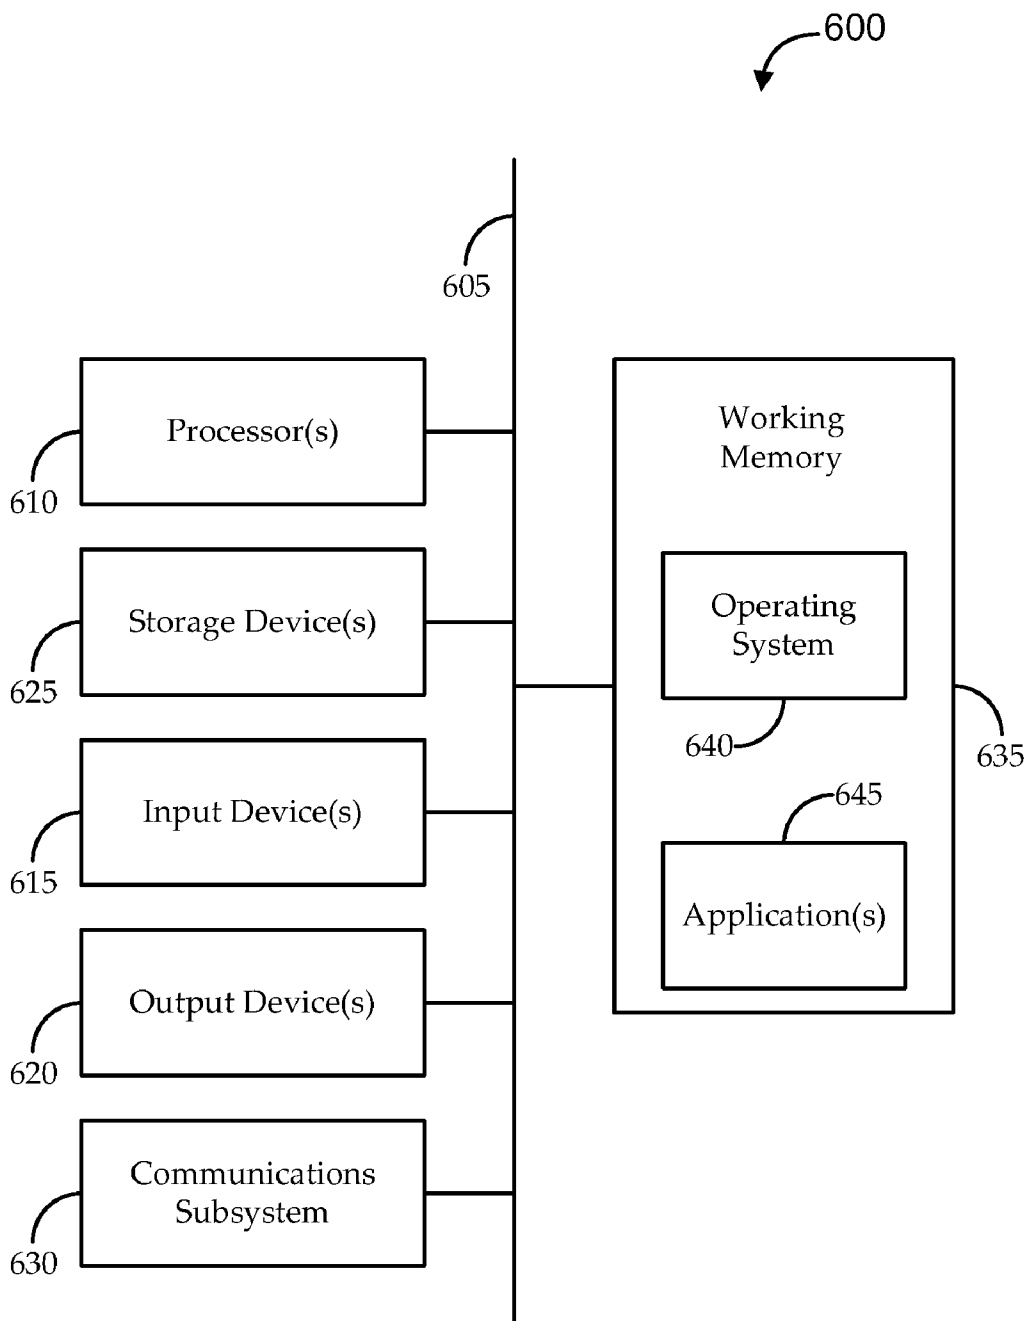 600
605
Processor(s)
610
Storage Device(s)
625
Input Device(s)
615
Output Device(s)
620
Communications
Subsystem
630
Working
Memory
Operating
System
640
635
645
Application(s)